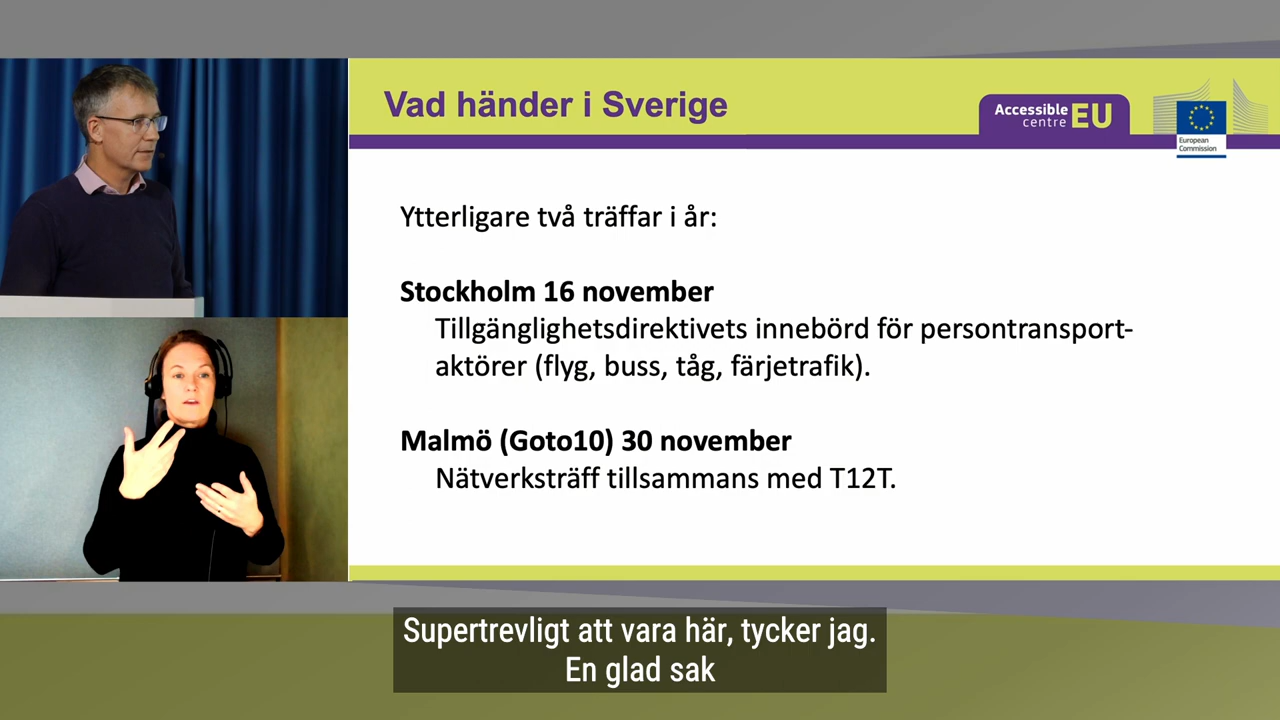 Vad händer i Sverige
Accessible
centre EU
European
Commission
Ytterligare två träffar i år:
Stockholm 16 november
Tillgänglighetsdirektivets innebörd för persontransport-
aktörer (flyg, buss, tåg, färjetrafik).
Malmö (Goto10) 30 november
Nätverksträff tillsammans med T12T.
Supertrevligt att vara här, tycker jag.
En glad sak